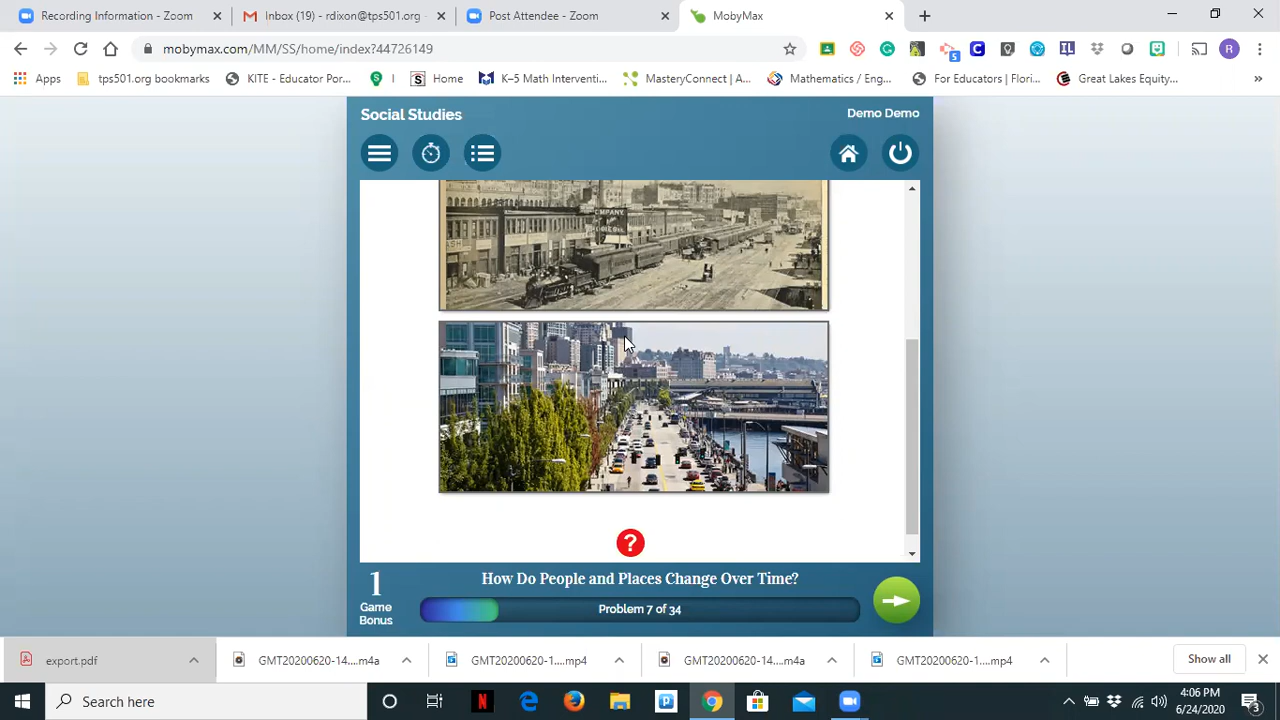 Recording Information - Zoom
Inbox (19) - rdixon@tps501.org -
Post Attendee - Zoom
MobyMax
mobymax.com/MM/SS/home/index?44726149
R
Apps
tps501.org bookmarks
KITE - Educator Por...
I
Home
K–5 Math Interventi...
MasteryConnect | A...
Mathematics / Eng...
For Educators | Flori...
Great Lakes Equity...
»
Social Studies
Demo Demo
?
How Do People and Places Change Over Time?
1
Game
Bonus
Problem 7 of 34
export.pdf
GMT20200620-14....m4a
GMT20200620-1....mp4
GMT20200620-14....m4a
GMT20200620-1....mp4
Show all
Search here
4:06 PM
6/24/2020